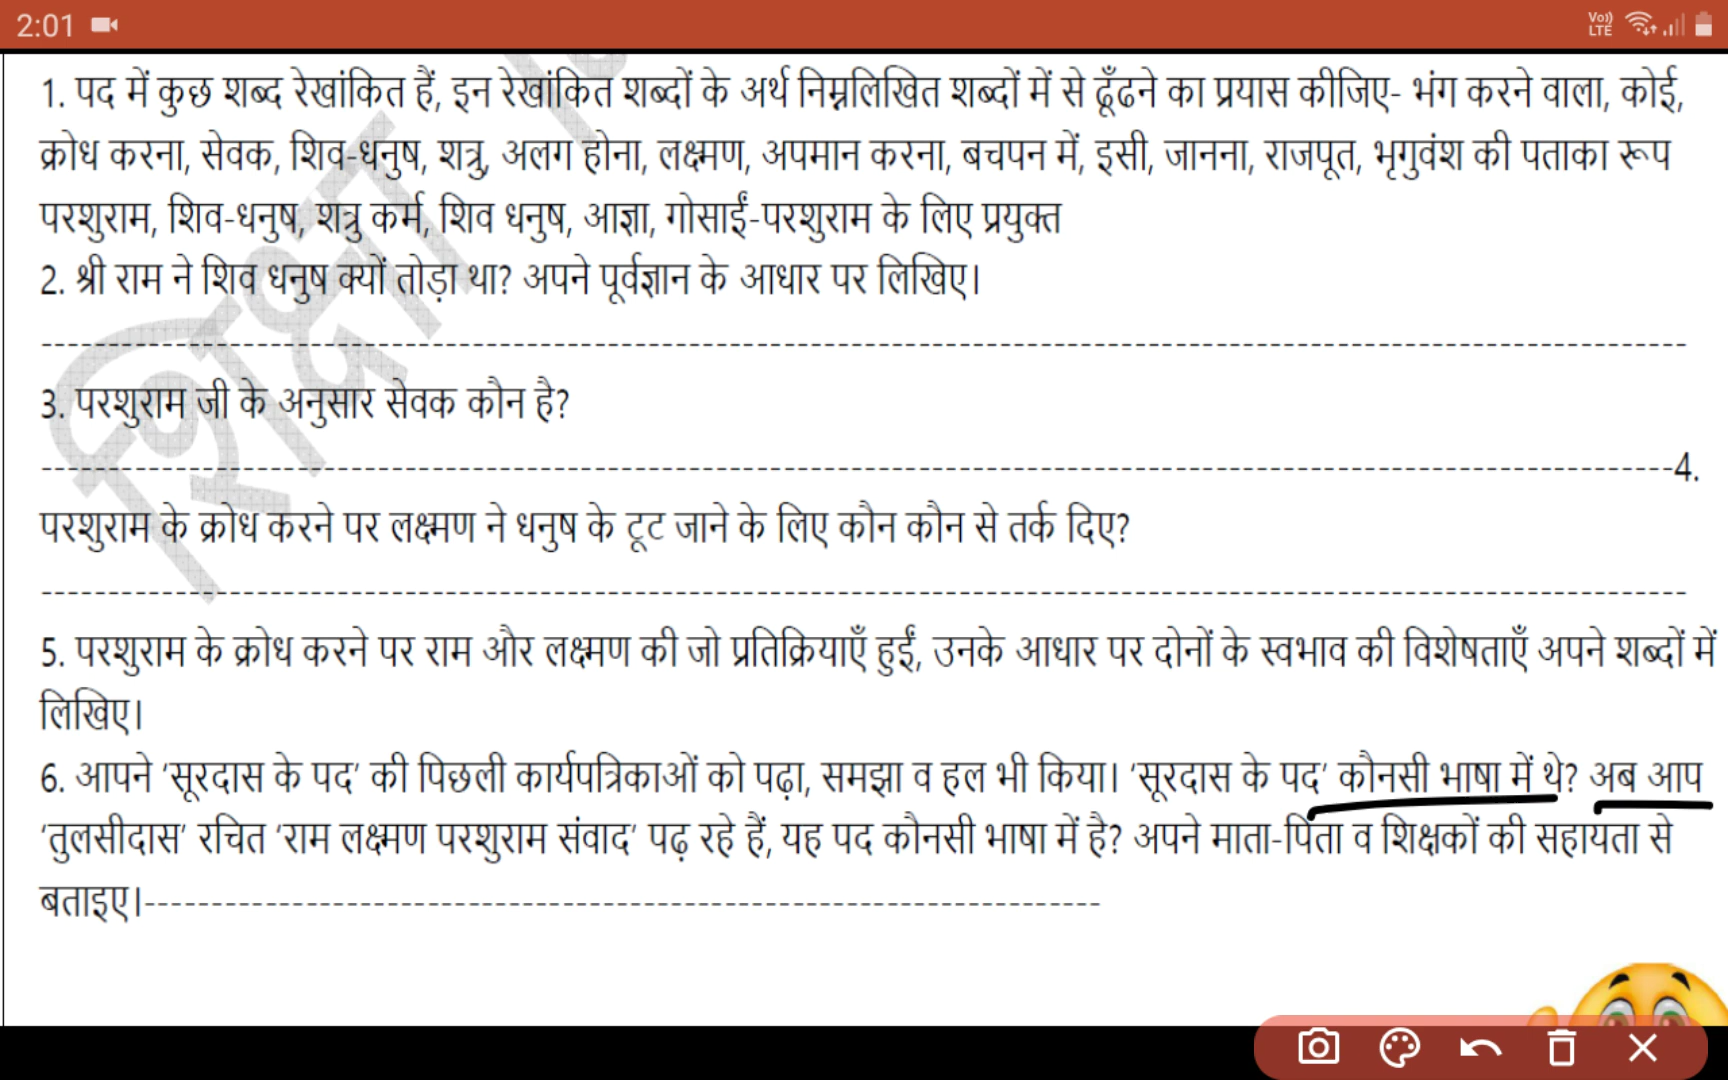 2:01
Vo)) LTE
1. पद में कुछ शब्द रेखांकित हैं, इन रेखांकित शब्दों के अर्थ निम्नलिखित शब्दों में से ढूँढने का प्रयास कीजिए- भंग करने वाला, कोई,
क्रोध करना, सेवक, शिव-धनुष, शत्रु, अलग होना, लक्ष्मण, अपमान करना, बचपन में, इसी, जानना, राजपूत, भृगुवंश की पताका रूप
परशुराम, शिव-धनुष, शत्रु कर्म, शिव धनुष, आज्ञा, गोसाईं-परशुराम के लिए प्रयुक्त
2. श्री राम ने शिव धनुष क्यों तोड़ा था? अपने पूर्वज्ञान के आधार पर लिखिए।
3. परशुराम जी के अनुसार सेवक कौन है?
4.
परशुराम के क्रोध करने पर लक्ष्मण ने धनुष के टूट जाने के लिए कौन कौन से तर्क दिए?
5. परशुराम के क्रोध करने पर राम और लक्ष्मण की जो प्रतिक्रियाएँ हुईं, उनके आधार पर दोनों के स्वभाव की विशेषताएँ अपने शब्दों में
लिखिए।
6. आपने 'सूरदास के पद' की पिछली कार्यपत्रिकाओं को पढ़ा, समझा व हल भी किया। 'सूरदास के पद' कौनसी भाषा में थे? अब आप
'तुलसीदास' रचित 'राम लक्ष्मण परशुराम संवाद' पढ़ रहे हैं, यह पद कौनसी भाषा में है? अपने माता-पिता व शिक्षकों की सहायता से
बताइए।
शिक्षा